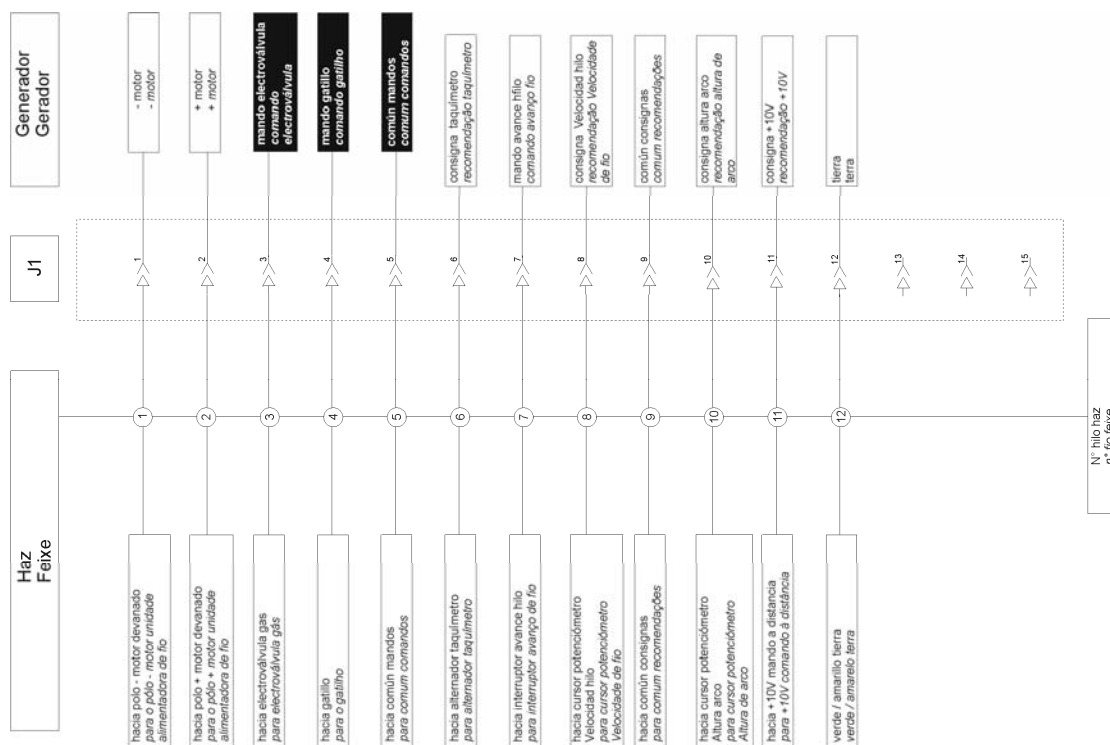 Generador
Gerador
- motor
- motor
+ motor
+ motor
mando electroválvula
comando
electroválvula
mando gatillo
comando gatilho
común mandos
comum comandos
consigna taquímetro
recomendação taquímetro
mando avance hfilo
comando avanço fio
consigna Velocidad hilo
recomendação Velocidade
de fio
común consignas
comum recomendações
consigna altura arco
recomendação altura de
arco
consigna +10V
recomendação +10V
tierra
terra
J1
1
2
3
4
5
6
7
8
9
10
11
12
13
14
15
Haz
Feixe
1
2
3
4
5
6
7
8
9
10
11
12
hacia polo - motor devanado
para o pólo - motor unidade
alimentadora de fio
hacia polo + motor devanado
para o pólo + motor unidade
alimentadora de fio
hacia electroválvula gas
para electroválvula gás
hacia gatillo
para o gatilho
hacia común mandos
para comum comandos
hacia alternador taquímetro
para alternador taquímetro
hacia interruptor avance hilo
para interruptor avanço de fio
hacia cursor potenciómetro
Velocidad hilo
para cursor potenciómetro
Velocidade de fio
hacia común consignas
para comum recomendações
hacia cursor potenciómetro
Altura arco
para cursor potenciómetro
Altura de arco
hacia +10V mando a distancia
para +10V comando à distância
verde / amarillo tierra
verde / amarelo terra
N° hilo haz
n° fio feixe